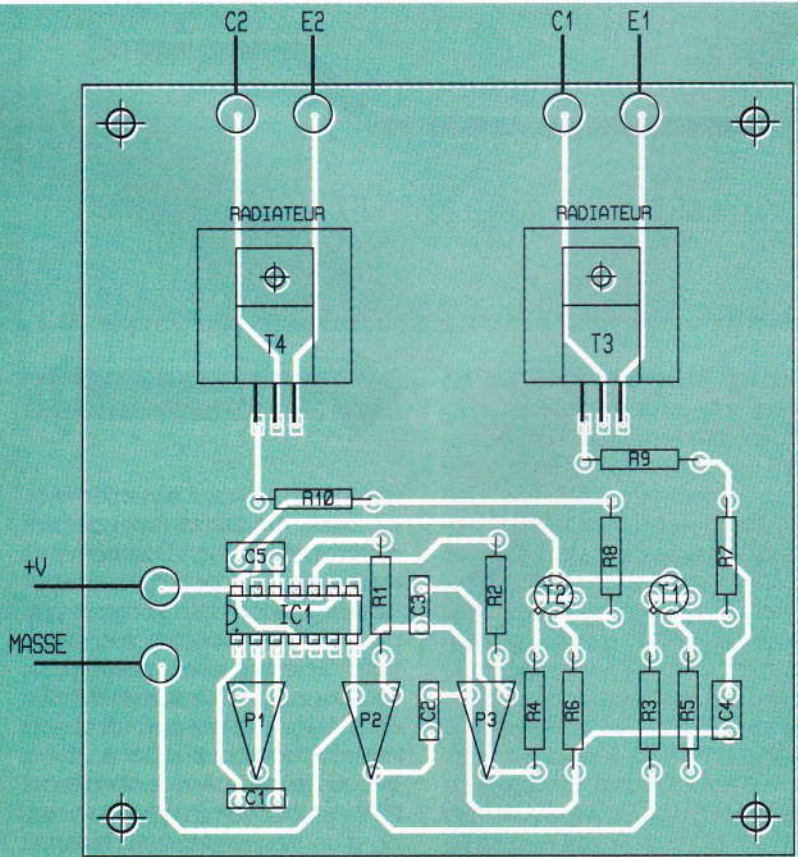 C2 E2 C1 E1
RADIATEUR RADIATEUR
T4 T3
R9
R10
C5
R8 R7
+V
IC1 R1 C3 R2 T2 T1
MASSE
P1 P2 C2 P3 R4 R6 R3 R5 C4
C1